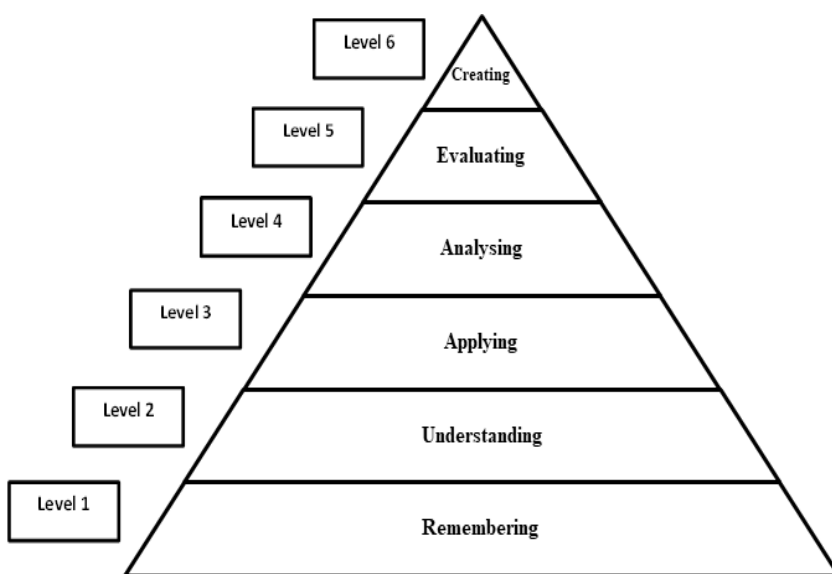 Level 6
Creating
Level 5
Evaluating
Level 4
Analysing
Level 3
Applying
Level 2
Understanding
Level 1
Remembering